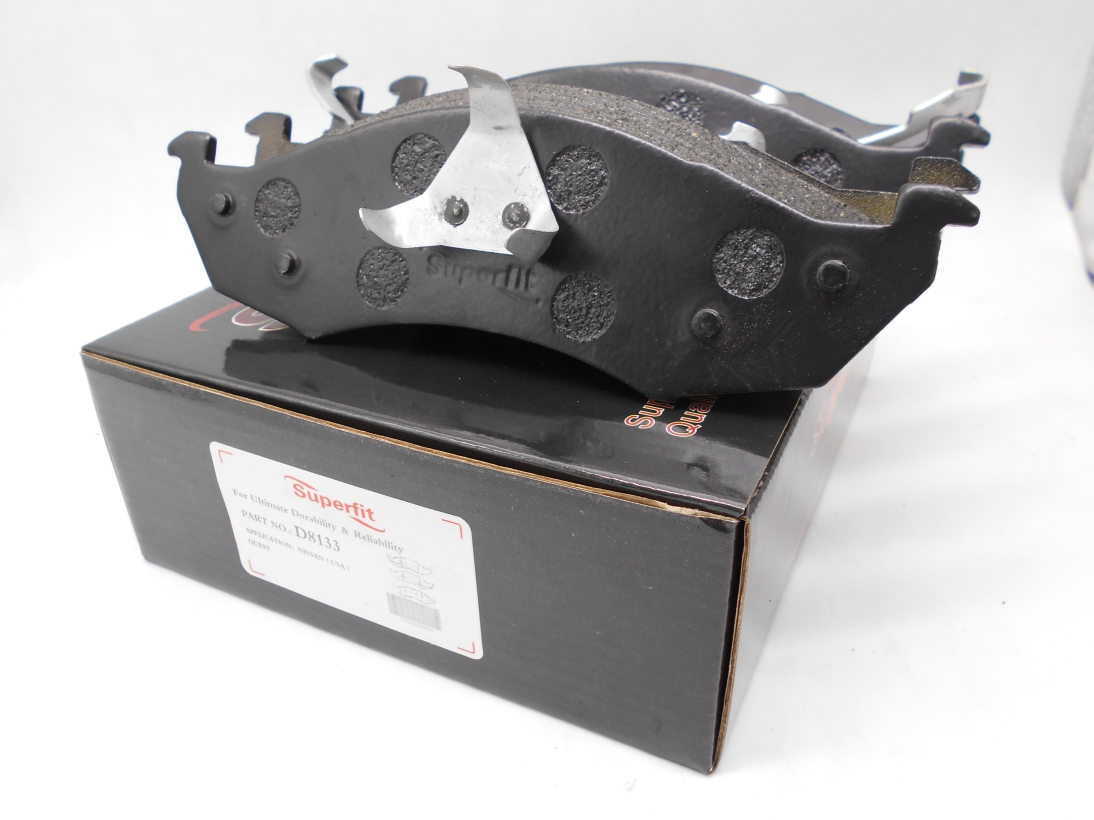 Superfit
Sup
Qua
Superfit
For Ultimate Durability & Reliability
PART NO.: D8133
APPLICATION: NISSAN ( USA )
QUEST